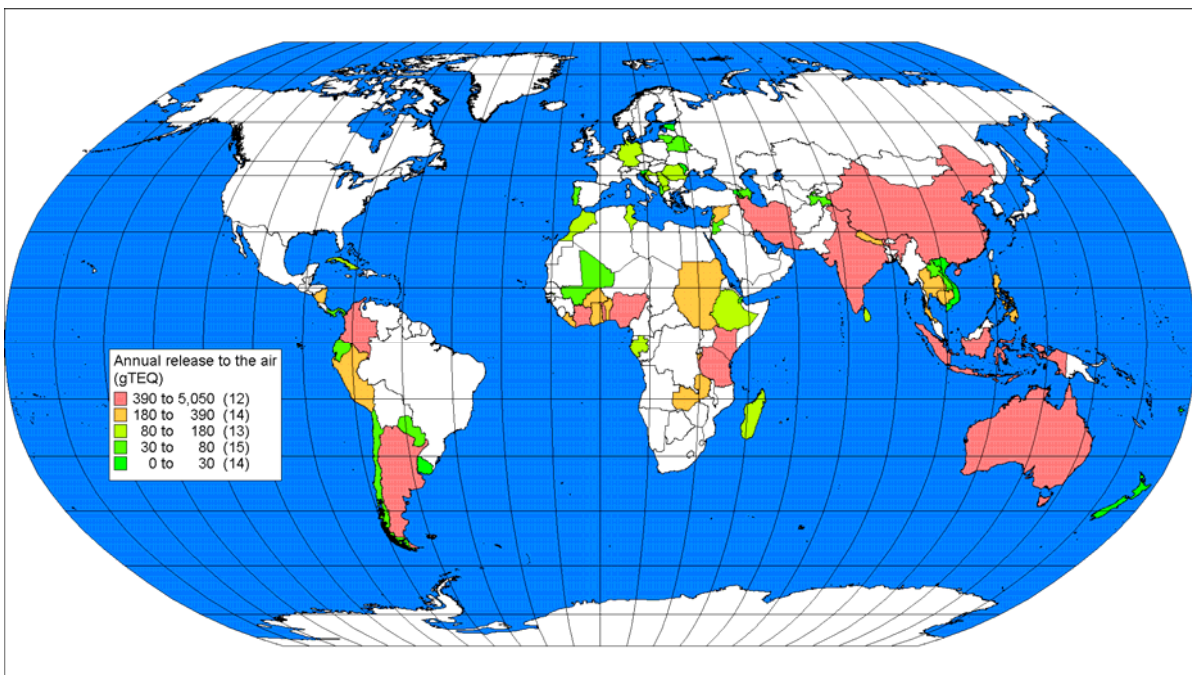 Annual release to the air
(gTEQ)
390 to 5,050 (12)
180 to 390 (14)
80 to 180 (13)
30 to 80 (15)
0 to 30 (14)